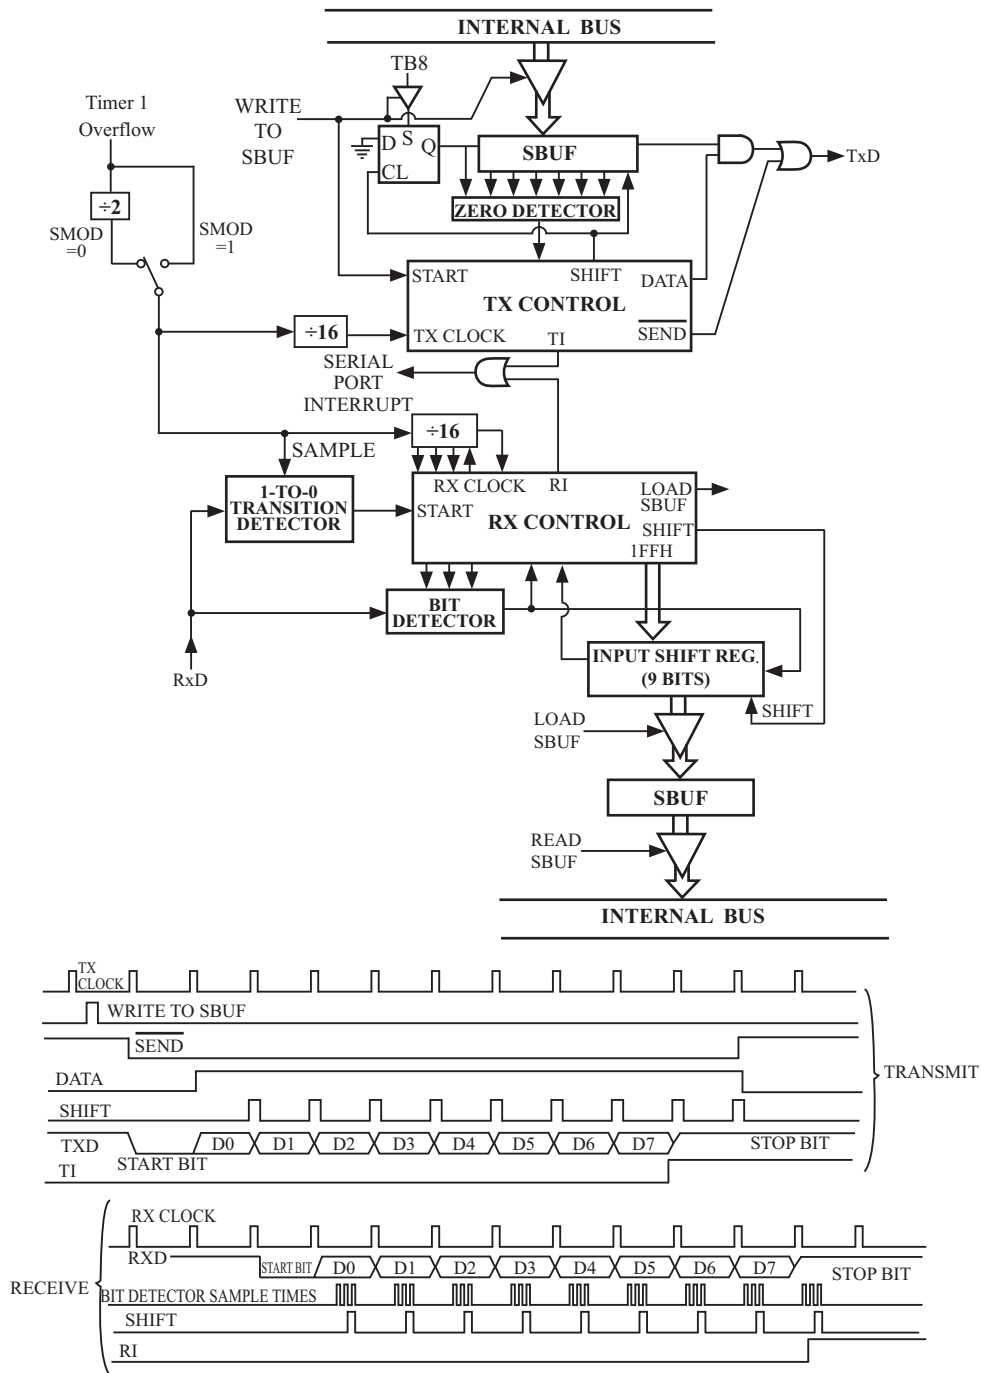 INTERNAL BUS
TB8
Timer 1
Overflow
WRITE
TO
SBUF
D S Q
CL
SBUF
TxD
÷2
ZERO DETECTOR
SMOD
=0
SMOD
=1
START
SHIFT
DATA
TX CONTROL
÷16
TX CLOCK
TI
SEND
SERIAL
PORT
INTERRUPT
÷16
SAMPLE
RX CLOCK
RI
LOAD
SBUF
1-TO-0
TRANSITION
DETECTOR
START
RX CONTROL
SHIFT
1FFH
BIT
DETECTOR
RxD
INPUT SHIFT REG.
(9 BITS)
SHIFT
LOAD
SBUF
SBUF
READ
SBUF
INTERNAL BUS
TX
CLOCK
WRITE TO SBUF
SEND
DATA
TRANSMIT
SHIFT
TXD
START BIT
D0 D1 D2 D3 D4 D5 D6 D7
STOP BIT
TI
RX CLOCK
RXD
START BIT
D0 D1 D2 D3 D4 D5 D6 D7
STOP BIT
RECEIVE
BIT DETECTOR SAMPLE TIMES
SHIFT
RI